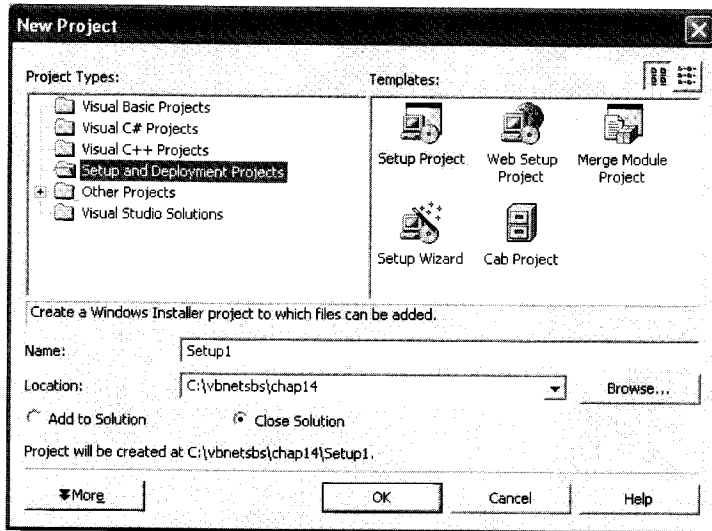 New Project
Project Types:
Templates:
Visual Basic Projects
Visual C# Projects
Visual C++ Projects
Setup and Deployment Projects
Other Projects
Visual Studio Solutions
Setup Project
Web Setup Project
Merge Module Project
Setup Wizard
Cab Project
Create a Windows Installer project to which files can be added.
Name:
Setup1
Location:
C:\vbnetsbs\chap14
Browse...
Add to Solution
Close Solution
Project will be created at C:\vbnetsbs\chap14\Setup1.
More
OK
Cancel
Help